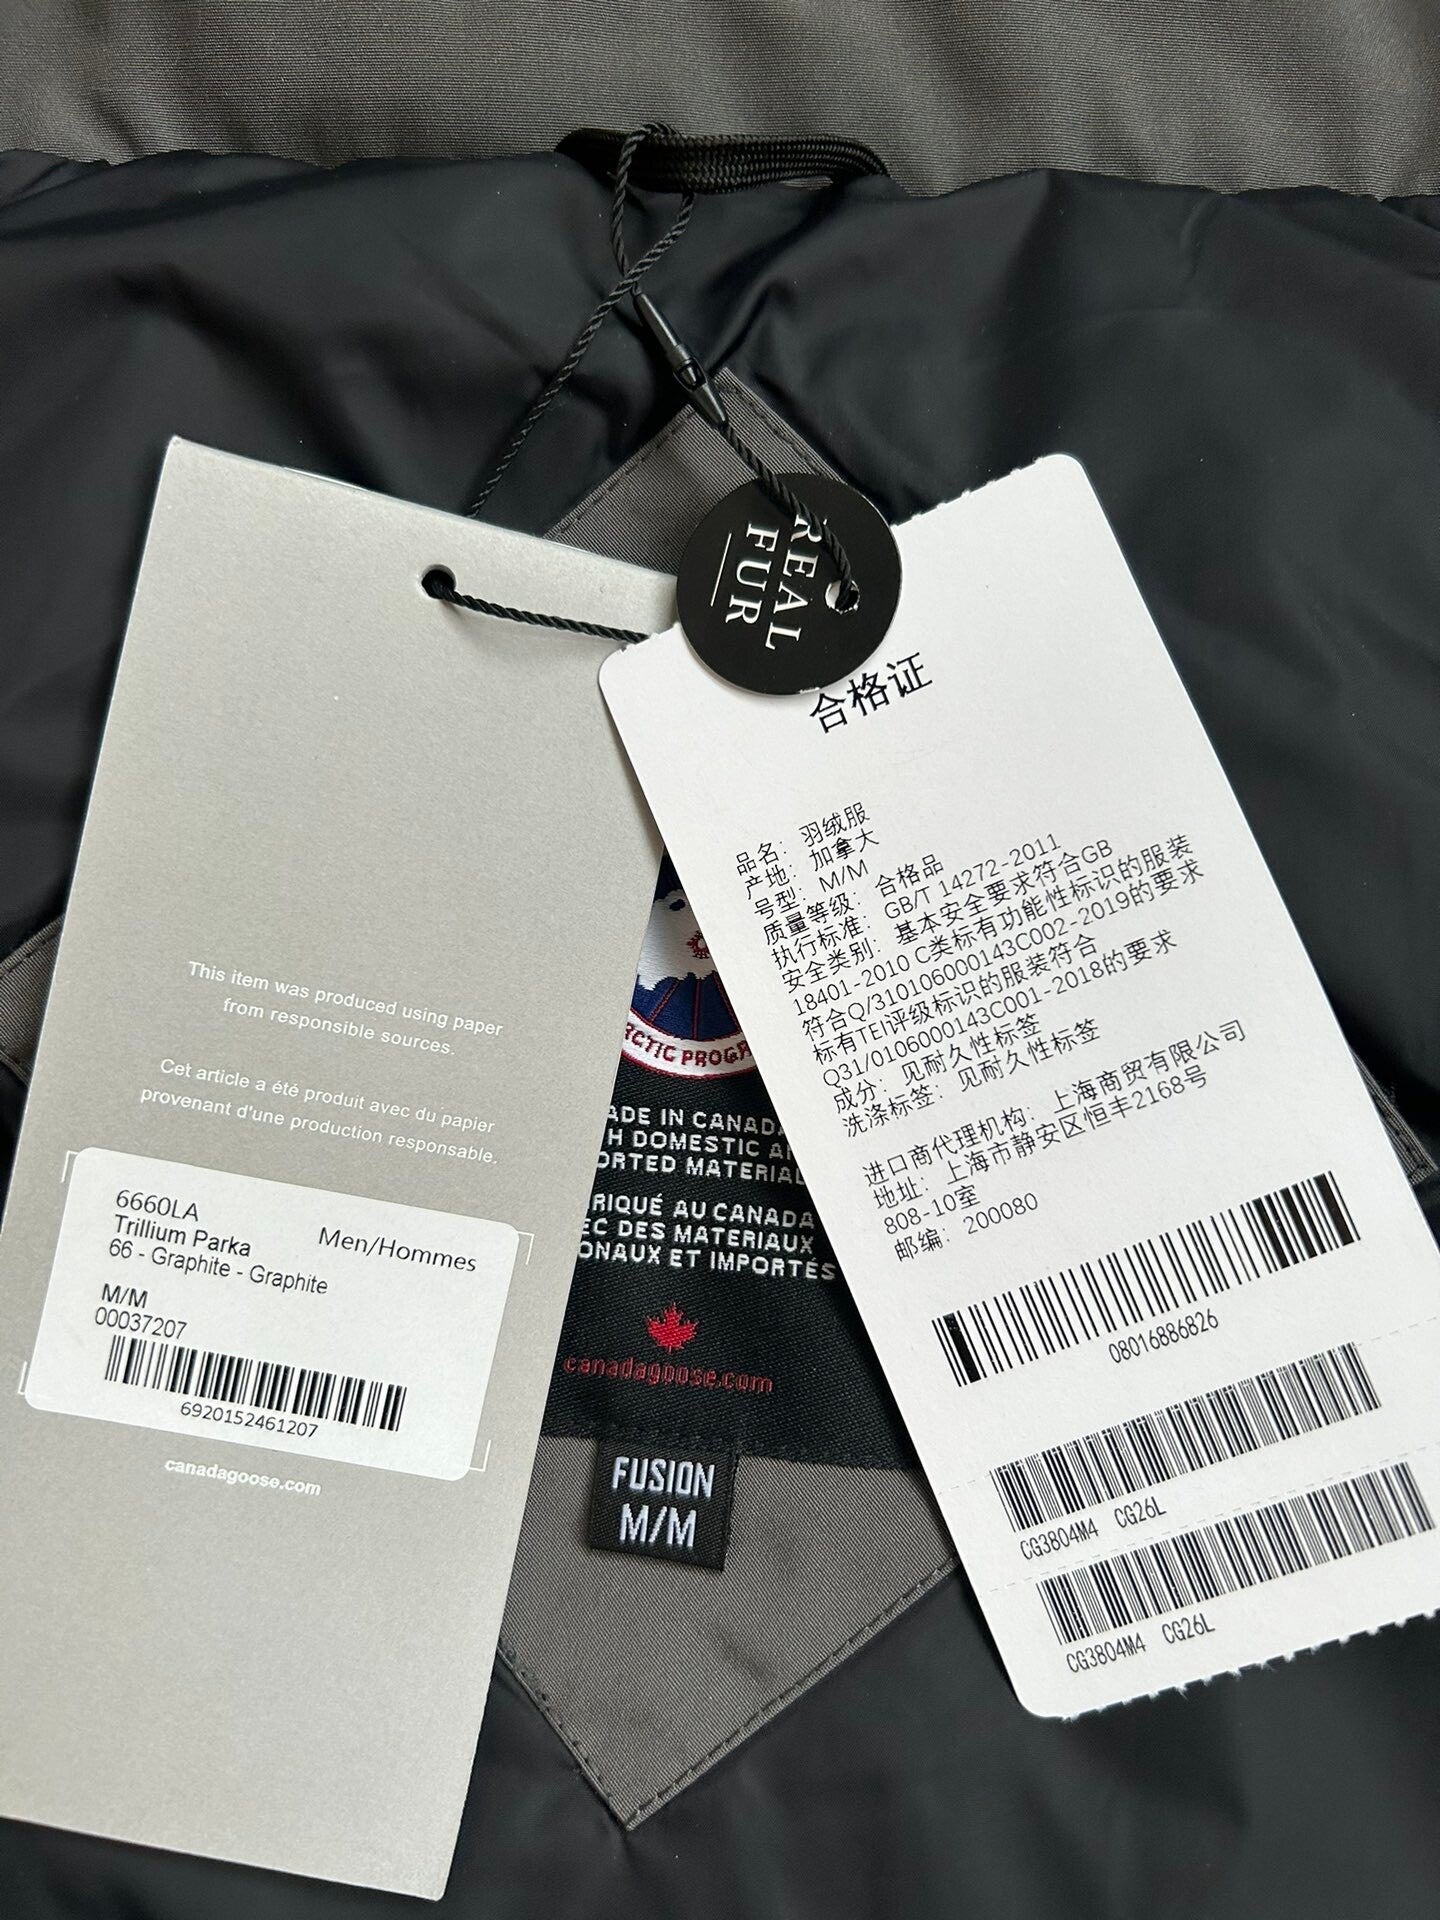 REAL
FUR
This item was produced using paper
from responsible sources.
Cet article a été produit avec du papier
provenant d'une production responsable.
6660LA
Trillium Parka
Men/Hommes
66 - Graphite - Graphite
M/M
00037207
6920152461207
canadagoose.com
RCTIC PROGR
ADE IN CANADA
H DOMESTIC A
ORTED MATERIAL
RIQUÉ AU CANADA
EC DES MATERIAUX
ONAUX ET IMPORTÉS
canadagoose.com
FUSION
M/M
合格证
品名: 羽绒服
产地: 加拿大
号型: M/M
质量等级: 合格品
执行标准: GB/T 14272-2011
安全类别: 基本安全要求符合GB
18401-2010 C类标有功能性标识的服装
符合Q/310106000143C002-2019的要求
标有TEI评级标识的服装符合
Q31/0106000143C001-2018的要求
成分: 见耐久性标签
洗涤标签: 见耐久性标签
进口商代理机构: 上海商贸有限公司
地址: 上海市静安区恒丰2168号
808-10室
邮编: 200080
08016886826
CG3804M4 CG26L
CG3804M4 CG26L